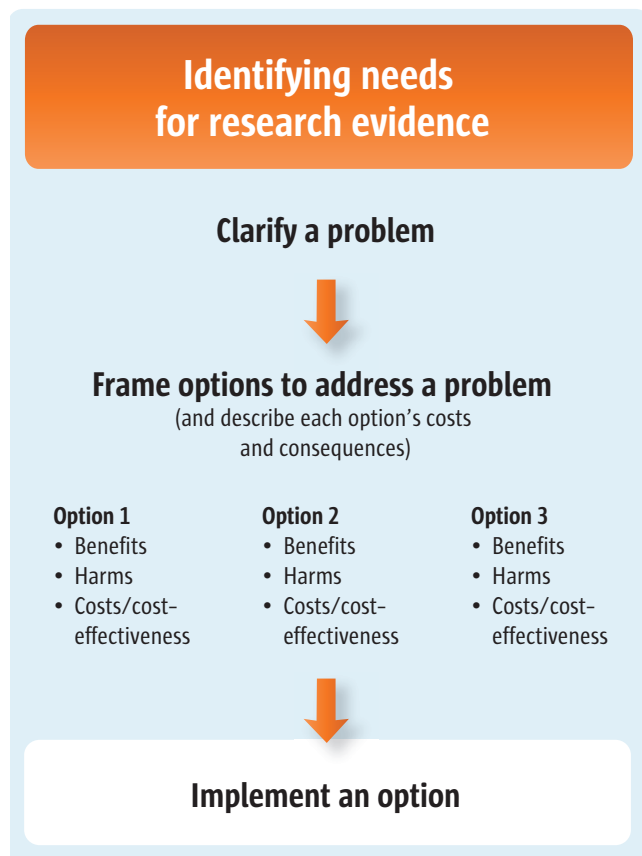 Identifying needs
for research evidence
Clarify a problem
Frame options to address a problem
(and describe each option’s costs
and consequences)
Option 1
• Benefits
• Harms
• Costs/cost–
effectiveness
Option 2
• Benefits
• Harms
• Costs/cost–
effectiveness
Option 3
• Benefits
• Harms
• Costs/cost–
effectiveness
Implement an option